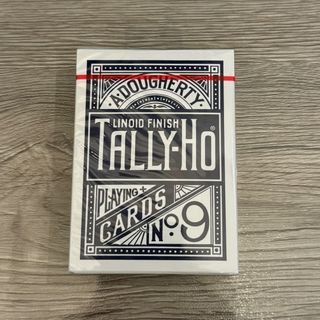 A·DOUGHERTY
LINOID FINISH
TALLY-HO®
PLAYING
CARDS
No. 9